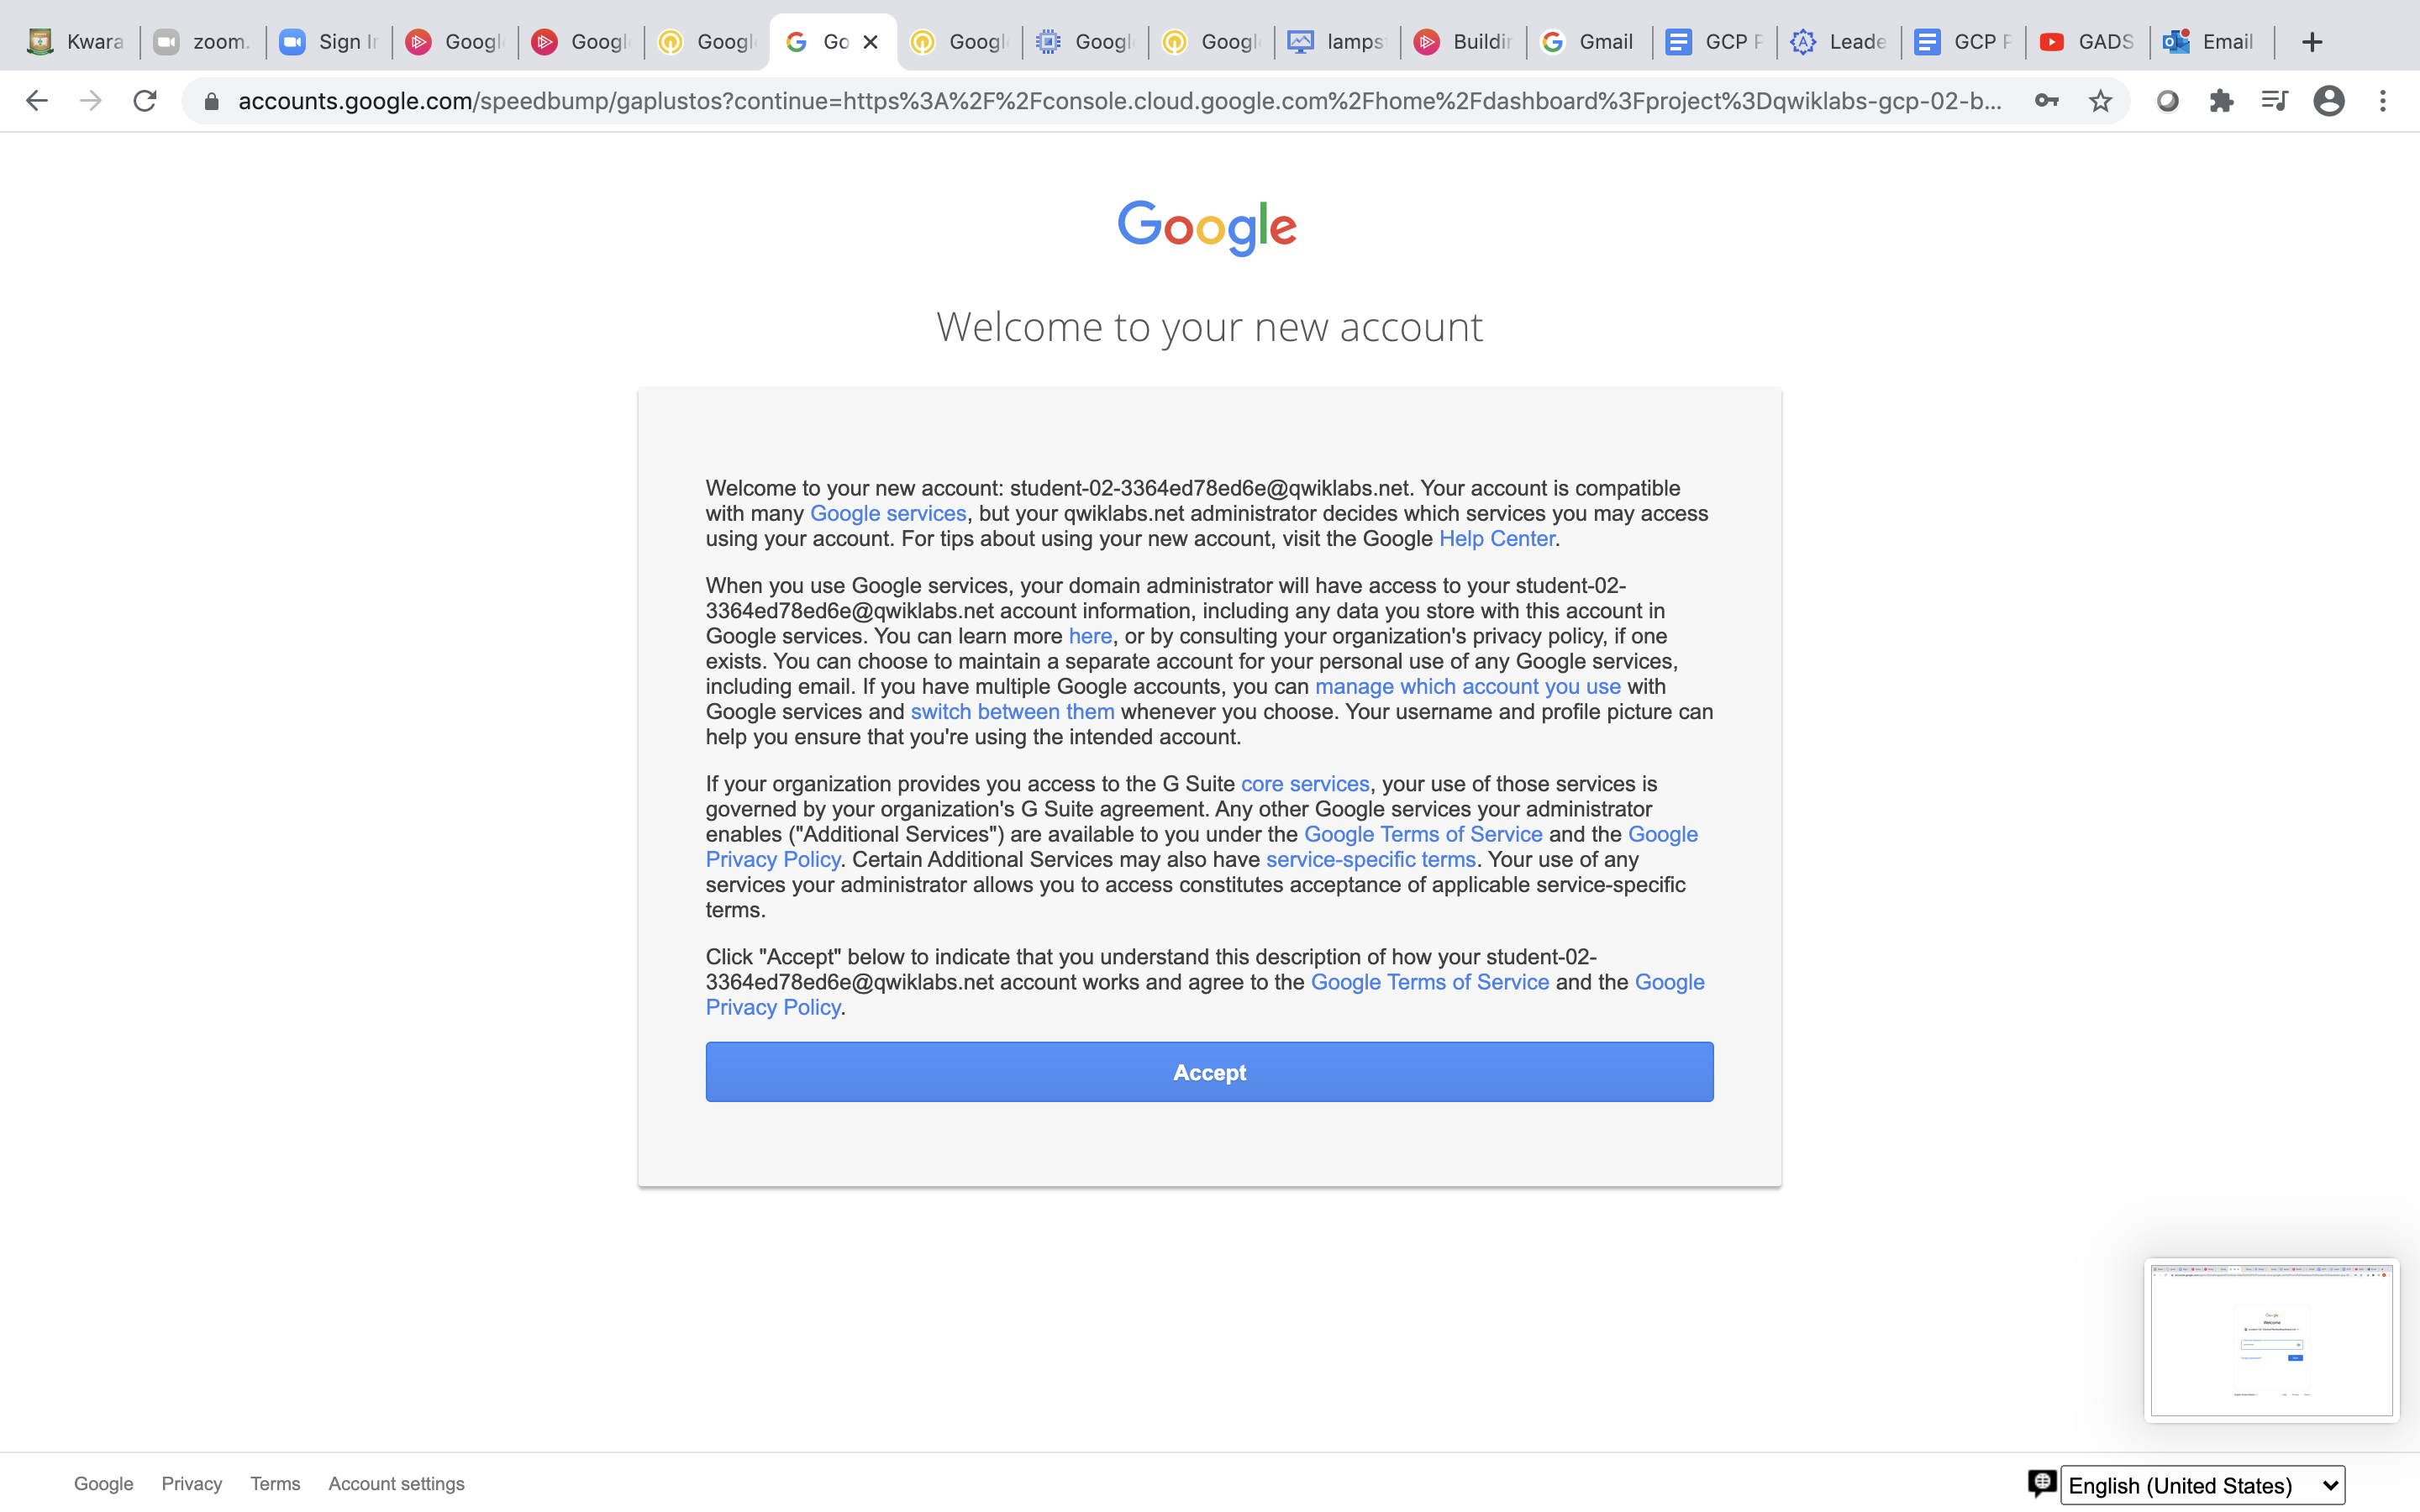 Kwara zoom. Sign In Googl Googl Googl Go Googl Googl Googl lamps Buildin Gmail GCP P Leade GCP P GADS Email
accounts.google.com/speedbump/gaplustos?continue=https%3A%2F%2Fconsole.cloud.google.com%2Fhome%2Fdashboard%3Fproject%3Dqwiklabs-gcp-02-b...
Google
Welcome to your new account
Welcome to your new account: student-02-3364ed78ed6e@qwiklabs.net. Your account is compatible
with many Google services, but your qwiklabs.net administrator decides which services you may access
using your account. For tips about using your new account, visit the Google Help Center.
When you use Google services, your domain administrator will have access to your student-02-
3364ed78ed6e@qwiklabs.net account information, including any data you store with this account in
Google services. You can learn more here, or by consulting your organization's privacy policy, if one
exists. You can choose to maintain a separate account for your personal use of any Google services,
including email. If you have multiple Google accounts, you can manage which account you use with
Google services and switch between them whenever you choose. Your username and profile picture can
help you ensure that you're using the intended account.
If your organization provides you access to the G Suite core services, your use of those services is
governed by your organization's G Suite agreement. Any other Google services your administrator
enables ("Additional Services") are available to you under the Google Terms of Service and the Google
Privacy Policy. Certain Additional Services may also have service-specific terms. Your use of any
services your administrator allows you to access constitutes acceptance of applicable service-specific
terms.
Click "Accept" below to indicate that you understand this description of how your student-02-
3364ed78ed6e@qwiklabs.net account works and agree to the Google Terms of Service and the Google
Privacy Policy.
Accept
Google
Welcome
Google Privacy Terms Account settings
English (United States)